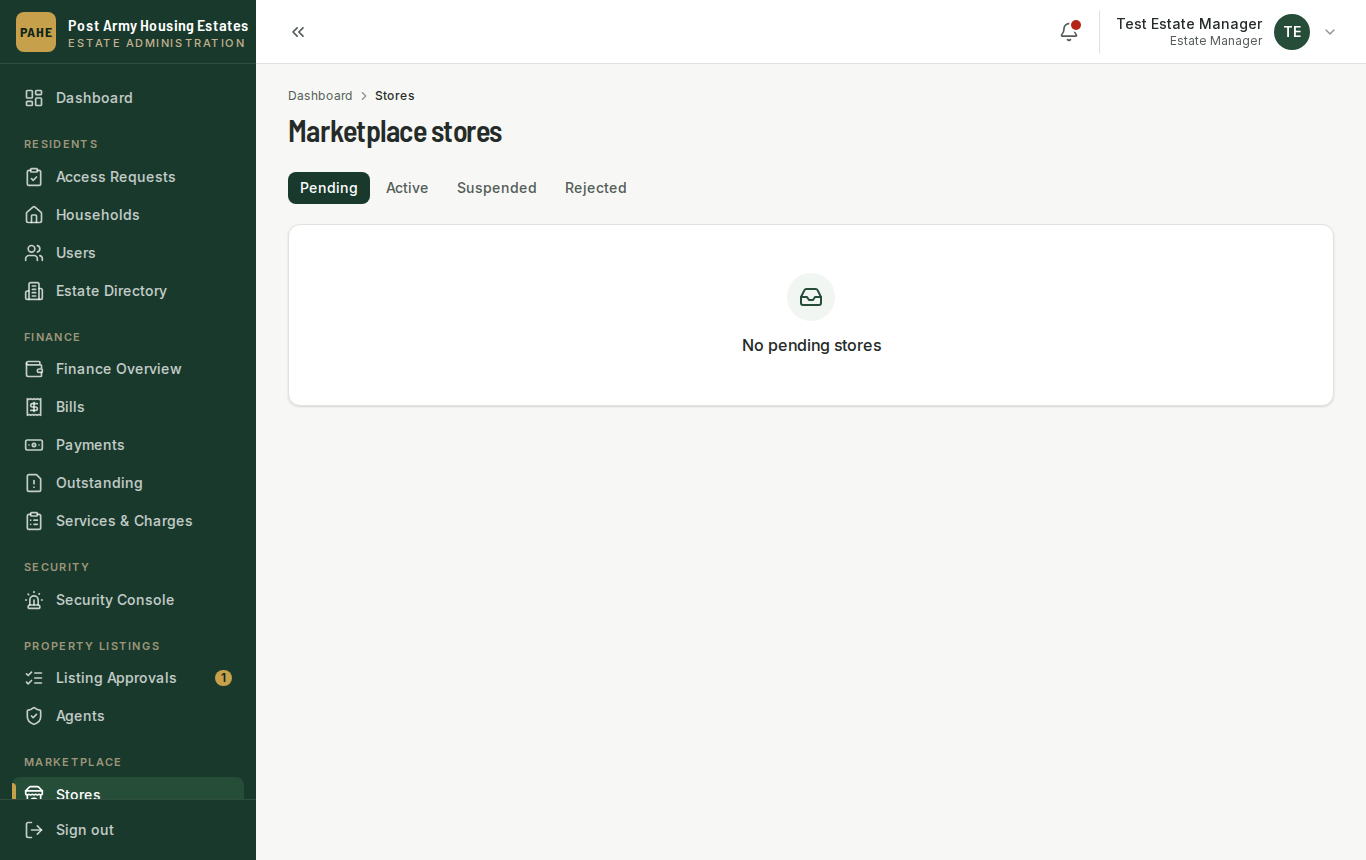 PAHE
Post Army Housing Estates
ESTATE ADMINISTRATION
Dashboard
RESIDENTS
Access Requests
Households
Users
Estate Directory
FINANCE
Finance Overview
Bills
Payments
Outstanding
Services & Charges
SECURITY
Security Console
PROPERTY LISTINGS
Listing Approvals 1
Agents
MARKETPLACE
Stores
Sign out
Test Estate Manager
Estate Manager
TE
Dashboard Stores
Marketplace stores
Pending Active Suspended Rejected
No pending stores